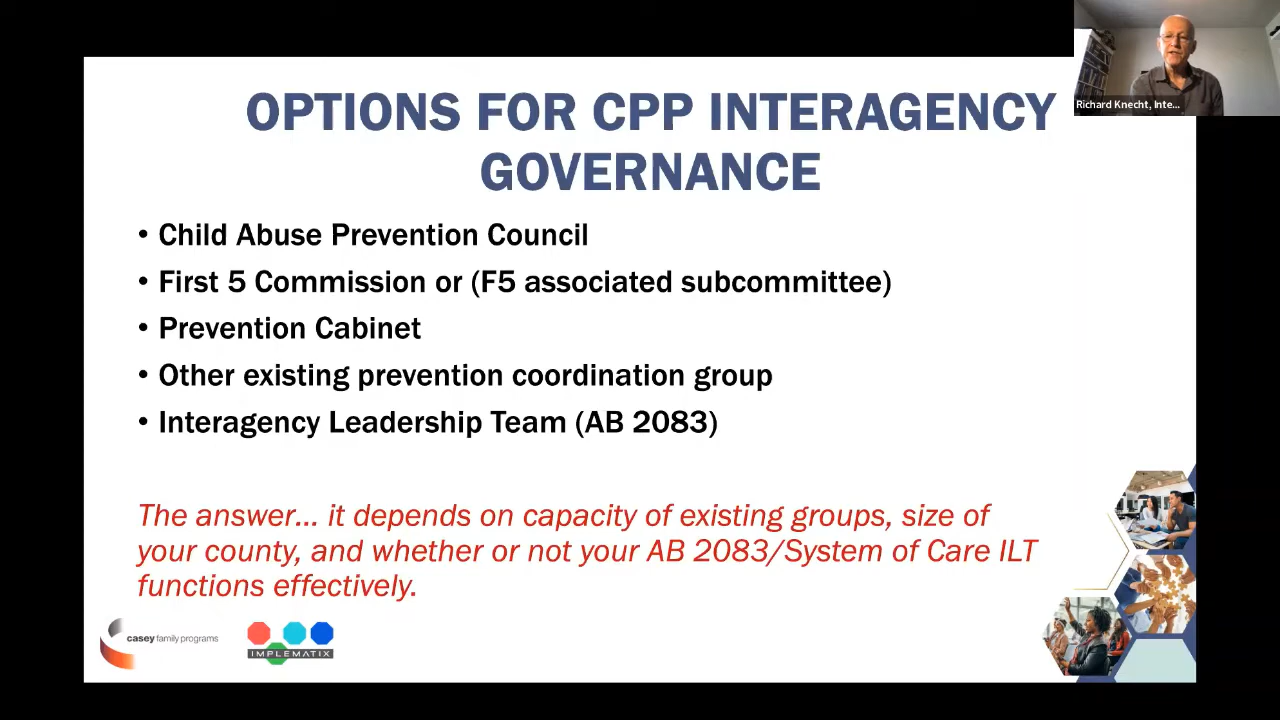 Richard Knecht, Inte...
OPTIONS FOR CPP INTERAGENCY
GOVERNANCE
• Child Abuse Prevention Council
• First 5 Commission or (F5 associated subcommittee)
• Prevention Cabinet
• Other existing prevention coordination group
• Interagency Leadership Team (AB 2083)
The answer... it depends on capacity of existing groups, size of
your county, and whether or not your AB 2083/System of Care ILT
functions effectively.
casey family programs
IMPLEMATIX